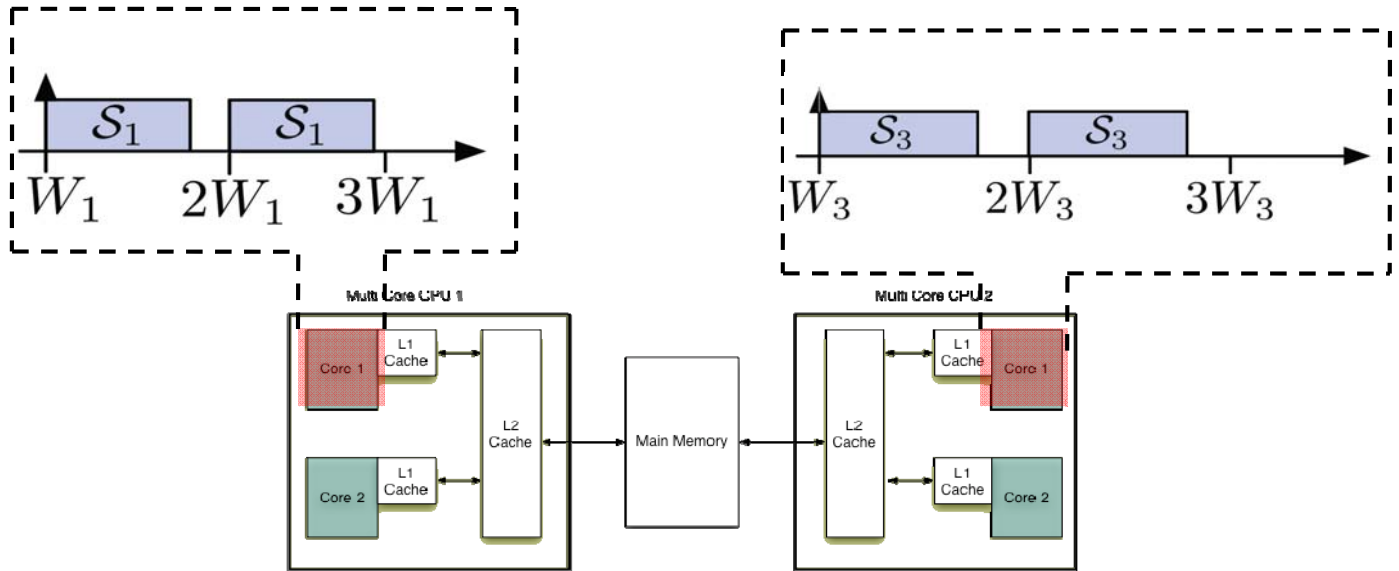 S₁ S₁
W₁ 2W₁ 3W₁
S₃ S₃
W₃ 2W₃ 3W₃
Multi Core CPU 1
Core 1
L1
Cache
L2
Cache
Core 2
L1
Cache
Main Memory
Multi Core CPU 2
L2
Cache
L1
Cache
Core 1
L1
Cache
Core 2